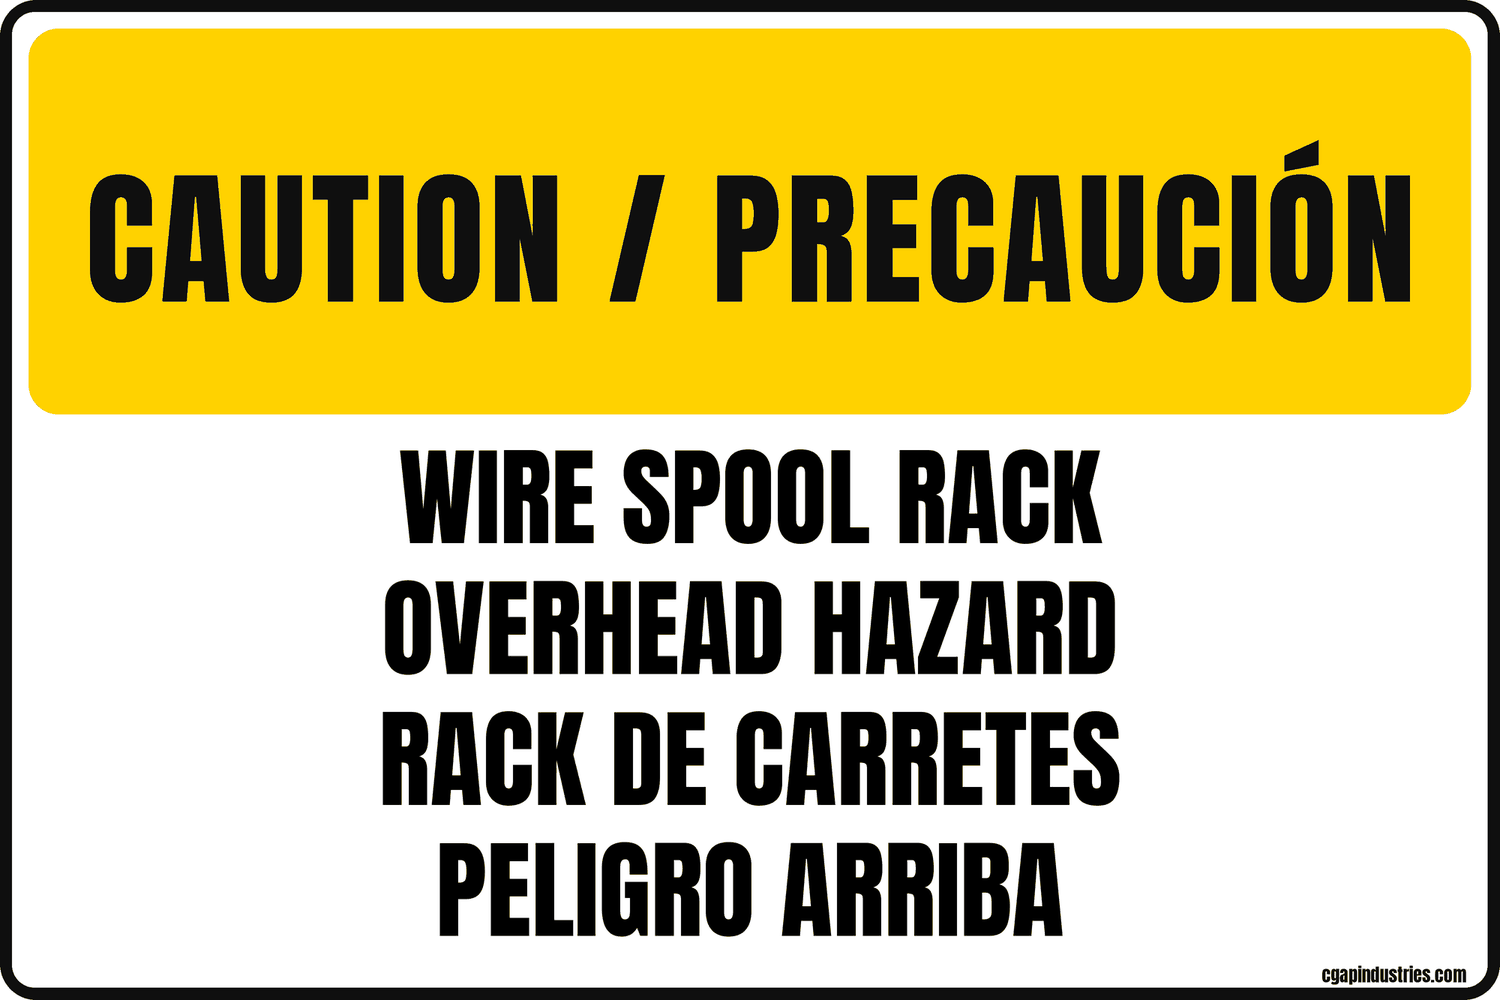 CAUTION / PRECAUCIÓN
WIRE SPOOL RACK
OVERHEAD HAZARD
RACK DE CARRETES
PELIGRO ARRIBA
cgapindustries.com